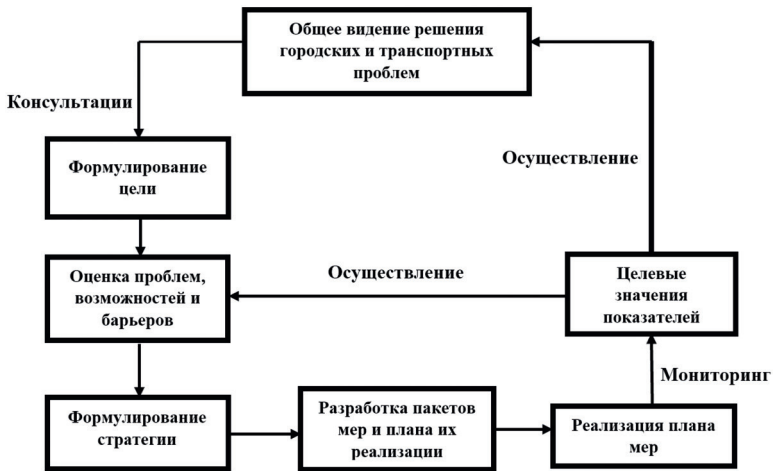 Общее видение решения
городских и транспортных
проблем
Консультации
Осуществление
Формулирование
цели
Оценка проблем,
возможностей и
барьеров
Осуществление
Целевые
значения
показателей
Мониторинг
Формулирование
стратегии
Разработка пакетов
мер и плана их
реализации
Реализация плана
мер